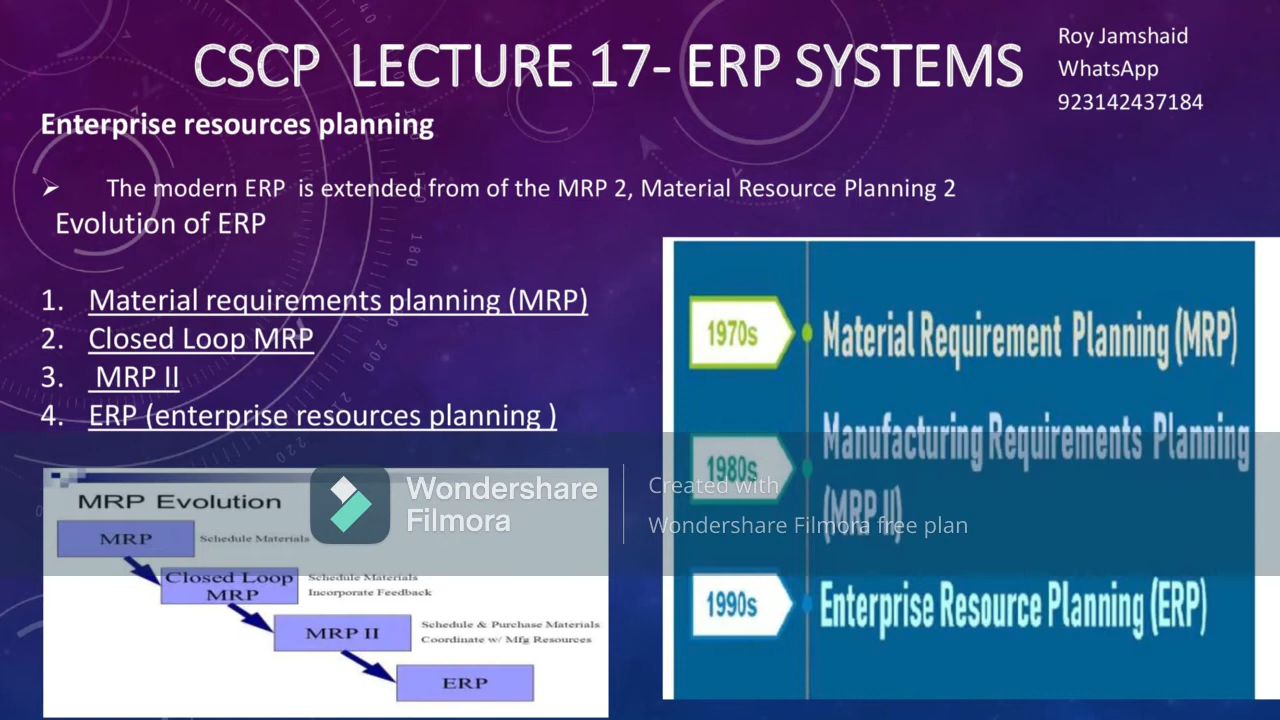 CSCP LECTURE 17- ERP SYSTEMS
Roy Jamshaid
WhatsApp
923142437184
Enterprise resources planning
➢ The modern ERP is extended from of the MRP 2, Material Resource Planning 2
Evolution of ERP
1. Material requirements planning (MRP)
2. Closed Loop MRP
3. MRP II
4. ERP (enterprise resources planning )
1970s
Material Requirement Planning (MRP)
1980s
Manufacturing Requirements Planning
(MRP II)
1990s
Enterprise Resource Planning (ERP)
MRP Evolution
MRP
Schedule Materials
Closed Loop
MRP
Schedule Materials
Incorporate Feedback
MRP II
Schedule & Purchase Materials
Coordinate w/ Mfg Resources
ERP
Wondershare
Filmora
Created with
Wondershare Filmora free plan